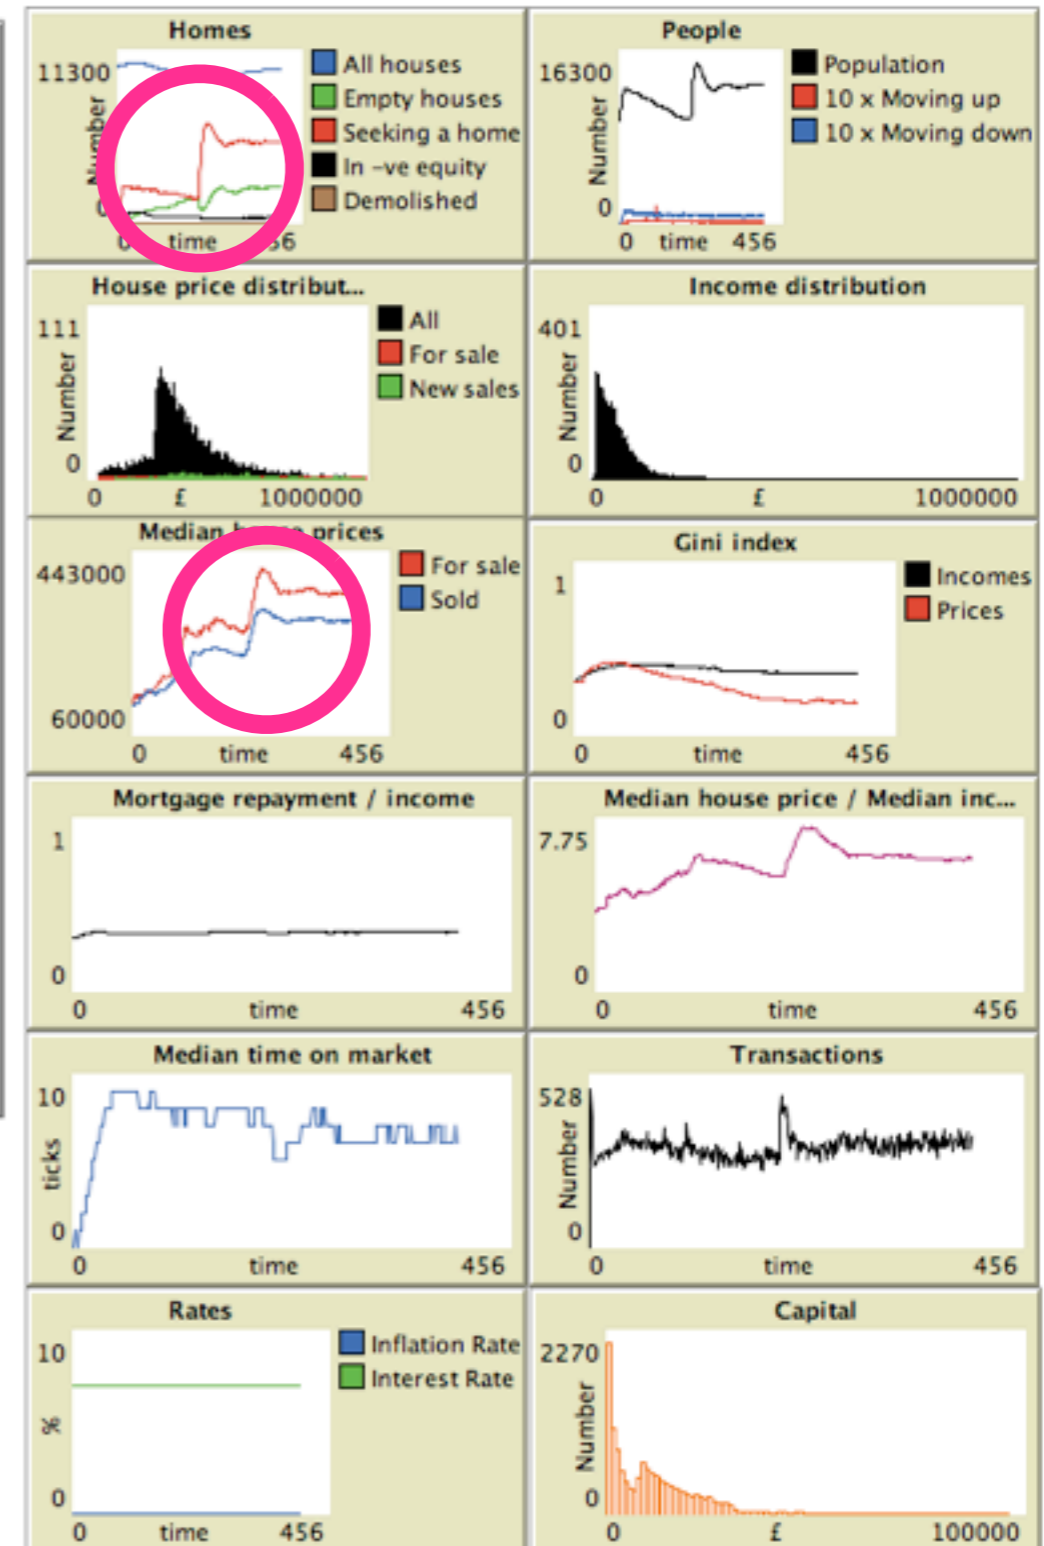 Homes
11300
Number
0
0 time 456
All houses
Empty houses
Seeking a home
In -ve equity
Demolished
People
16300
Number
0
0 time 456
Population
10 x Moving up
10 x Moving down
House price distribut...
111
Number
0
0 £ 1000000
All
For sale
New sales
Income distribution
401
Number
0
0 £ 1000000
Median house prices
443000
60000
0 time 456
For sale
Sold
Gini index
1
0
0 time 456
Incomes
Prices
Mortgage repayment / income
1
0
0 time 456
Median house price / Median inc...
7.75
0
0 time 456
Median time on market
10
ticks
0
0 time 456
Transactions
528
Number
0
0 time 456
Rates
10
%
0
0 time 456
Inflation Rate
Interest Rate
Capital
2270
Number
0
0 £ 100000